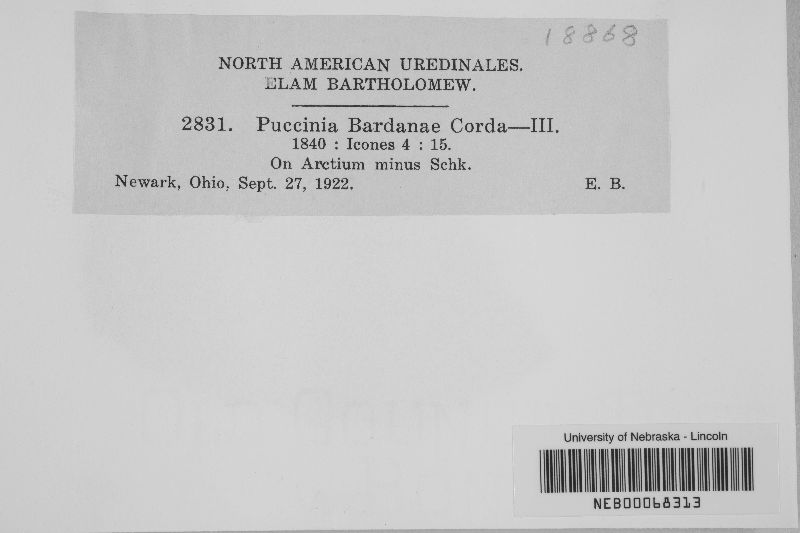 18868
NORTH AMERICAN UREDINALES.
ELAM BARTHOLOMEW.
2831. Puccinia Bardanae Corda—III.
1840 : Icones 4 : 15.
On Arctium minus Schk.
Newark, Ohio, Sept. 27, 1922. E. B.
University of Nebraska - Lincoln
NEB00068313